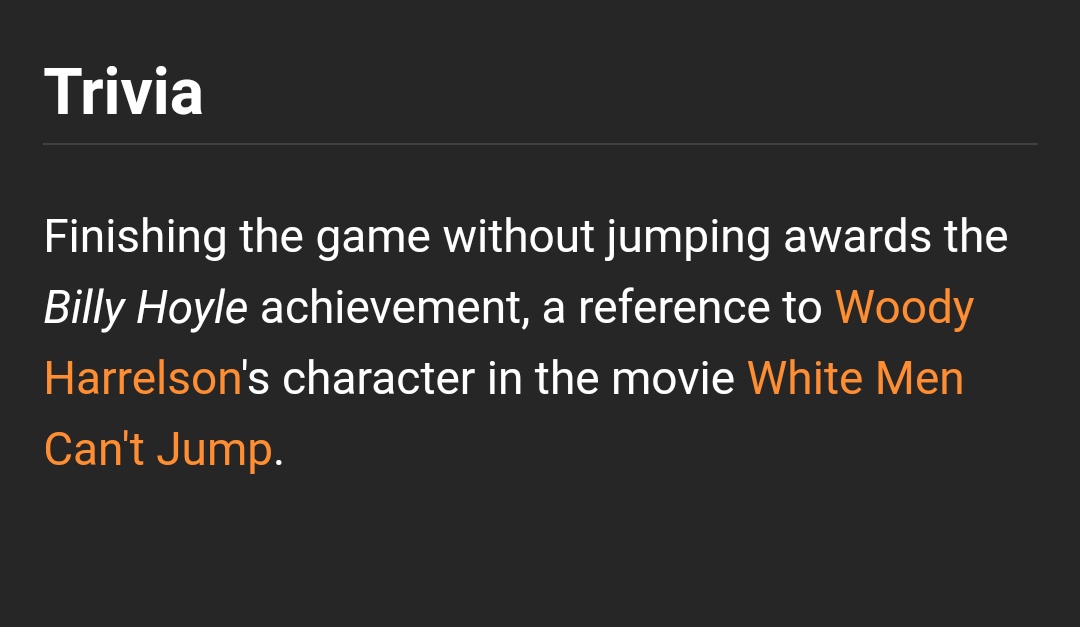 Trivia
Finishing the game without jumping awards the
Billy Hoyle achievement, a reference to Woody
Harrelson's character in the movie White Men
Can't Jump.